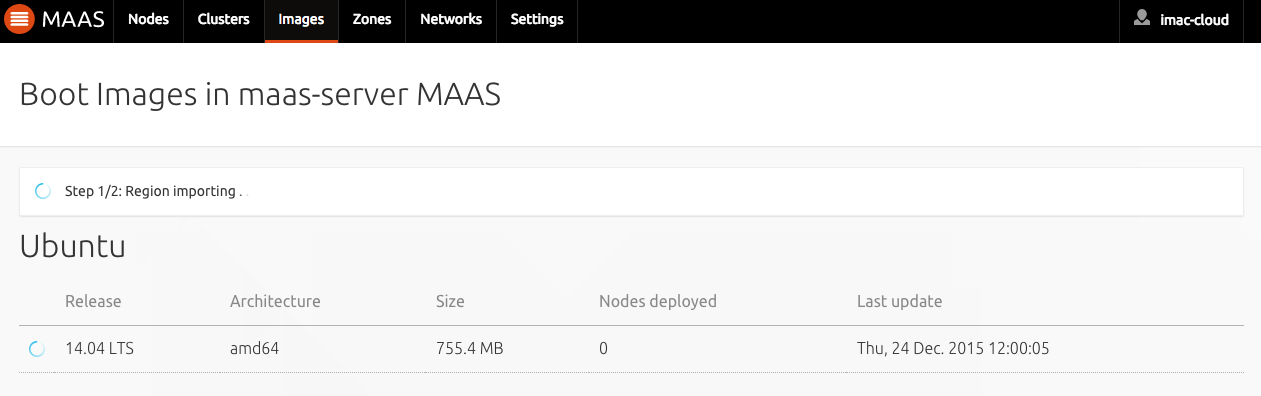 MAAS Nodes Clusters Images Zones Networks Settings imac-cloud
Boot Images in maas-server MAAS
Step 1/2: Region importing .
Ubuntu
Release Architecture Size Nodes deployed Last update
14.04 LTS amd64 755.4 MB 0 Thu, 24 Dec. 2015 12:00:05